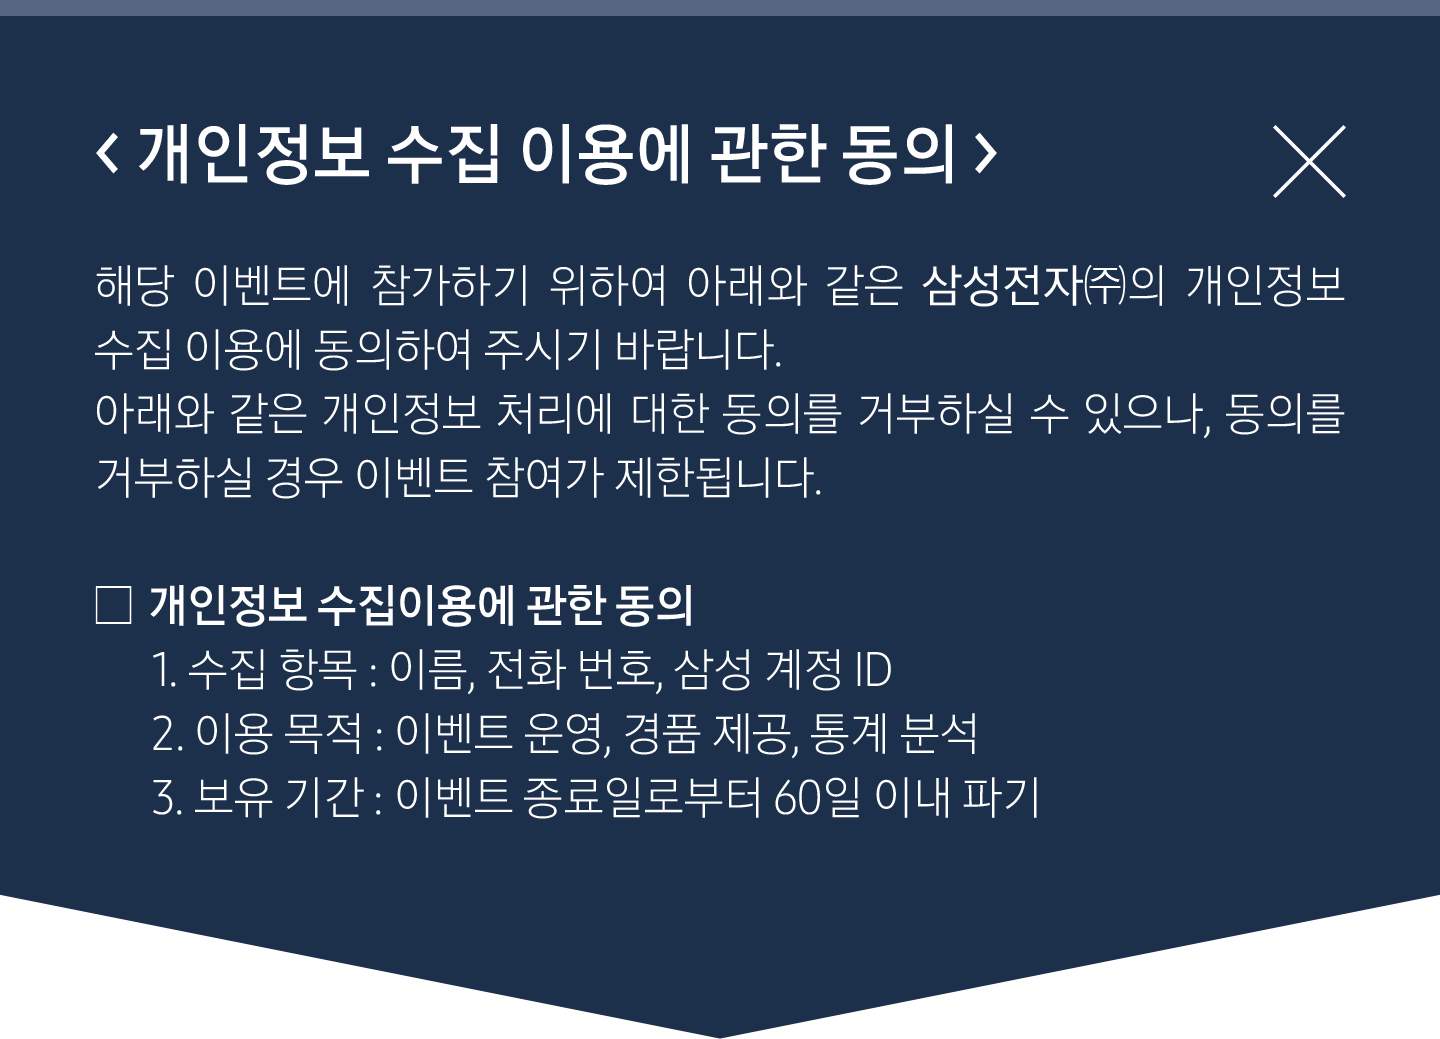 < 개인정보 수집 이용에 관한 동의 >
해당 이벤트에 참가하기 위하여 아래와 같은 삼성전자㈜의 개인정보
수집 이용에 동의하여 주시기 바랍니다.
아래와 같은 개인정보 처리에 대한 동의를 거부하실 수 있으나, 동의를
거부하실 경우 이벤트 참여가 제한됩니다.
□ 개인정보 수집이용에 관한 동의
1. 수집 항목 : 이름, 전화 번호, 삼성 계정 ID
2. 이용 목적 : 이벤트 운영, 경품 제공, 통계 분석
3. 보유 기간 : 이벤트 종료일로부터 60일 이내 파기